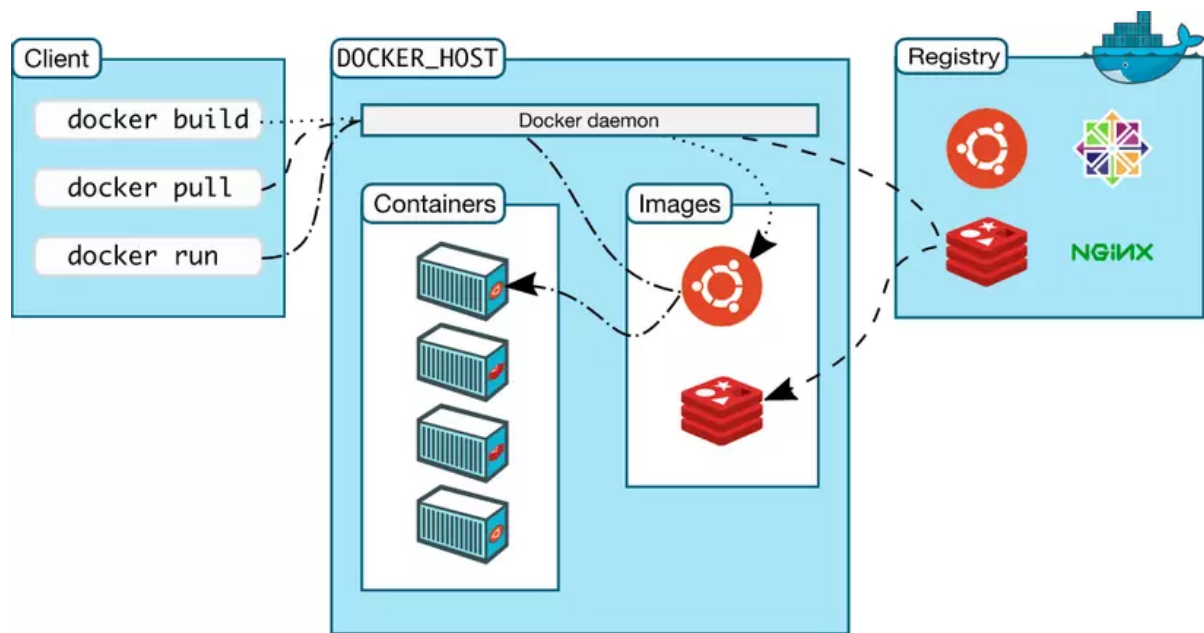 Client
docker build
docker pull
docker run
DOCKER_HOST
Docker daemon
Containers
Images
Registry
NGiNX